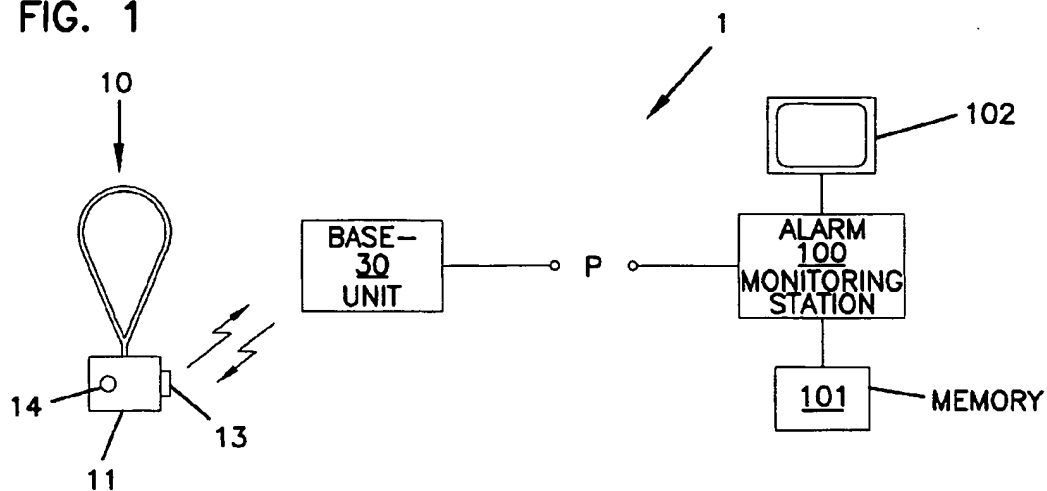 FIG. 1
1
10
102
BASE-
30
UNIT
P
ALARM
100
MONITORING
STATION
14
13
11
101
MEMORY